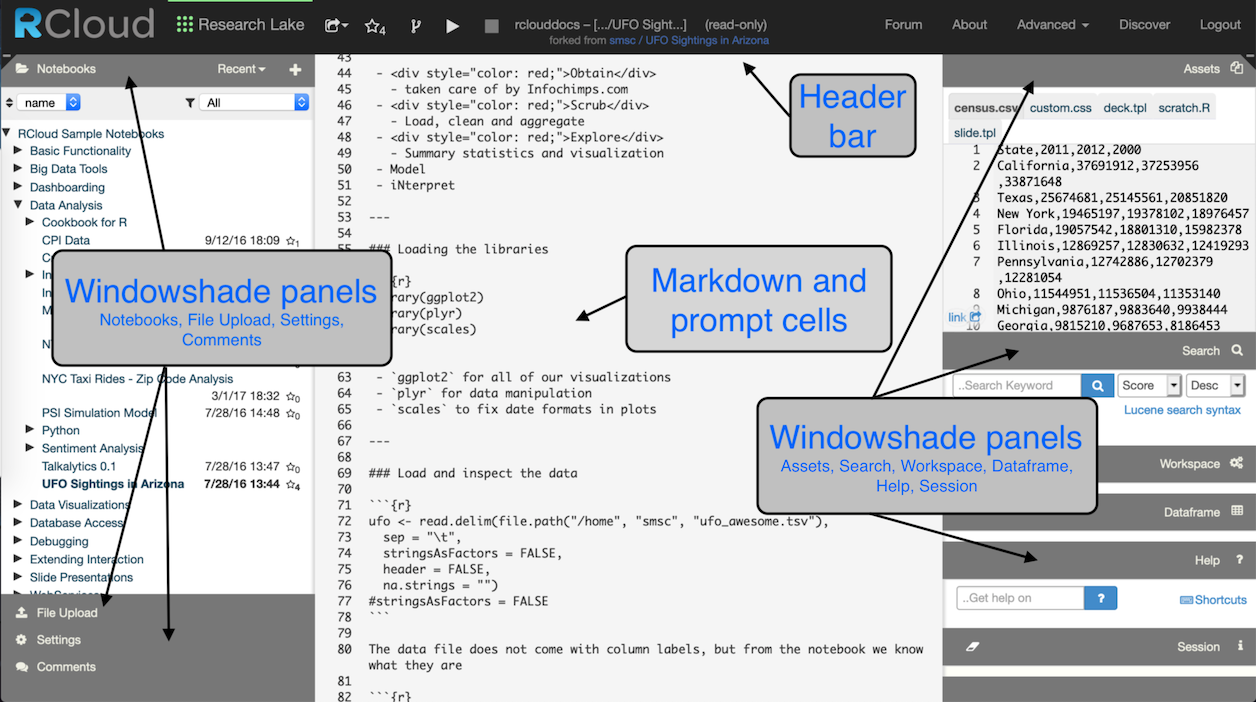 RCloud
Research Lake
4
rclouddocs – [.../UFO Sight...] (read-only)
forked from smsc / UFO Sightings in Arizona
Forum About Advanced Discover Logout
Notebooks Recent +
name All
RCloud Sample Notebooks
Basic Functionality
Big Data Tools
Dashboarding
Data Analysis
Cookbook for R
CPI Data 9/12/16 18:09 1
Windowshade panels
Notebooks, File Upload, Settings,
Comments
NYC Taxi Rides - Zip Code Analysis
3/1/17 18:32 0
PSI Simulation Model 7/28/16 14:48 0
Python
Sentiment Analysis
Talkalytics 0.1 7/28/16 13:47 0
UFO Sightings in Arizona 7/28/16 13:44 4
Data Visualizations
Database Access
Debugging
Extending Interaction
Slide Presentations
File Upload
Settings
Comments
43
44 - <div style="color: red;">Obtain</div>
45 - taken care of by Infochimps.com
46 - <div style="color: red;">Scrub</div>
47 - Load, clean and aggregate
48 - <div style="color: red;">Explore</div>
49 - Summary statistics and visualization
50 - Model
51 - iNterpret
52
53 ---
54
55 ### Loading the libraries
{r}
rary(ggplot2)
rary(plyr)
rary(scales)
63 - `ggplot2` for all of our visualizations
64 - `plyr` for data manipulation
65 - `scales` to fix date formats in plots
66
67 ---
68
69 ### Load and inspect the data
70
71 ```{r}
72 ufo <- read.delim(file.path("/home", "smsc", "ufo_awesome.tsv"),
73 sep = "\t",
74 stringsAsFactors = FALSE,
75 header = FALSE,
76 na.strings = "")
77 #stringsAsFactors = FALSE
78 ```
79
80 The data file does not come with column labels, but from the notebook we know
what they are
81
82 ```{r}
Header
bar
Markdown and
prompt cells
Assets
census.csv custom.css deck.tpl scratch.R
slide.tpl
1 State,2011,2012,2000
2 California,37691912,37253956
,33871648
3 Texas,25674681,25145561,20851820
4 New York,19465197,19378102,18976457
5 Florida,19057542,18801310,15982378
6 Illinois,12869257,12830632,12419293
7 Pennsylvania,12742886,12702379
,12281054
8 Ohio,11544951,11536504,11353140
Michigan,9876187,9883640,9938444
link
10 Georgia,9815210,9687653,8186453
Search
..Search Keyword Score Desc
Lucene search syntax
Windowshade panels
Assets, Search, Workspace, Dataframe,
Help, Session
Workspace
Dataframe
Help ?
..Get help on ? Shortcuts
Session i